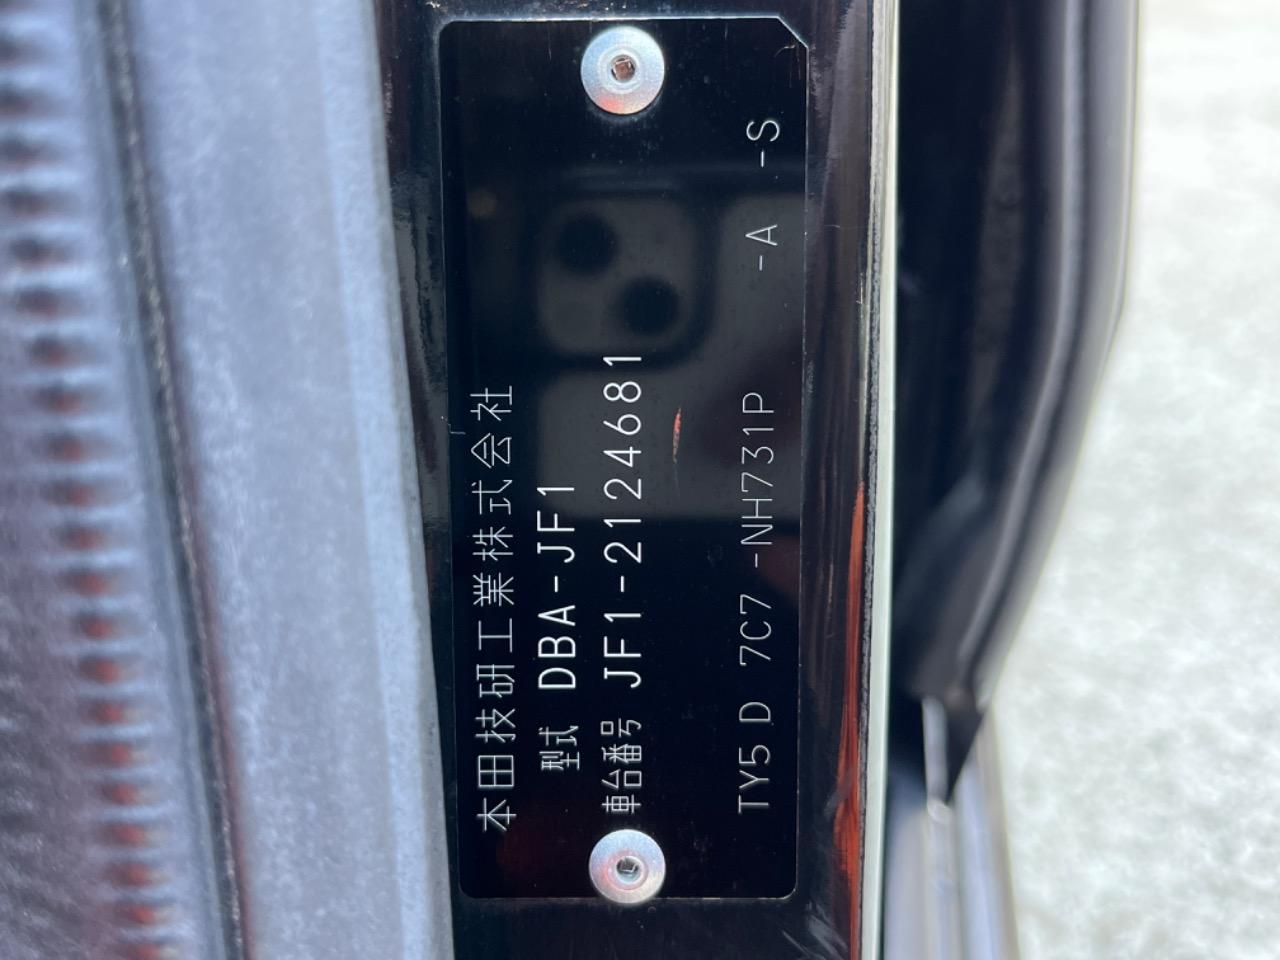 本田技研工業株式会社
型式 DBA-JF1
車台番号 JF1-2124681
TY5 D 7C7 -NH731P -A -S